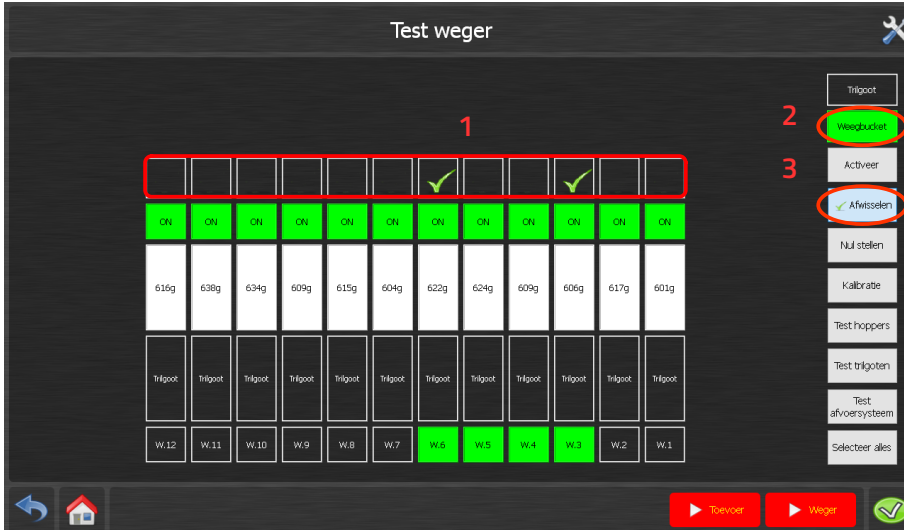 Test weger
Trilgoot
1
2
Weegbucket
3
Activeer
ON ON ON ON ON ON ON ON ON ON ON ON
Afwisselen
616g 638g 634g 609g 615g 604g 622g 624g 609g 606g 617g 601g
Nul stellen
Kalibratie
Test hoppers
Trilgoot Trilgoot Trilgoot Trilgoot Trilgoot Trilgoot Trilgoot Trilgoot Trilgoot Trilgoot Trilgoot Trilgoot
Test trilgoten
Test
afvoersysteem
W.12 W.11 W.10 W.9 W.8 W.7 W.6 W.5 W.4 W.3 W.2 W.1
Selecteer alles
Toevoer
Weger